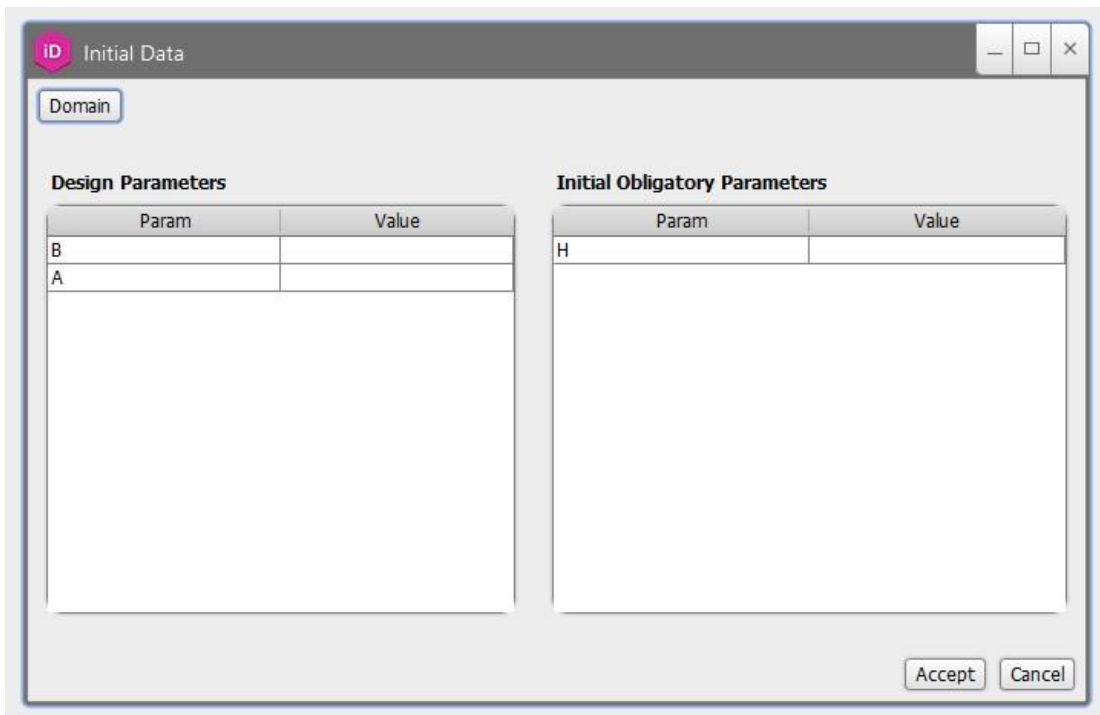 iD Initial Data
Domain
Design Parameters
Initial Obligatory Parameters
Param Value
Param Value
B
H
A
Accept Cancel